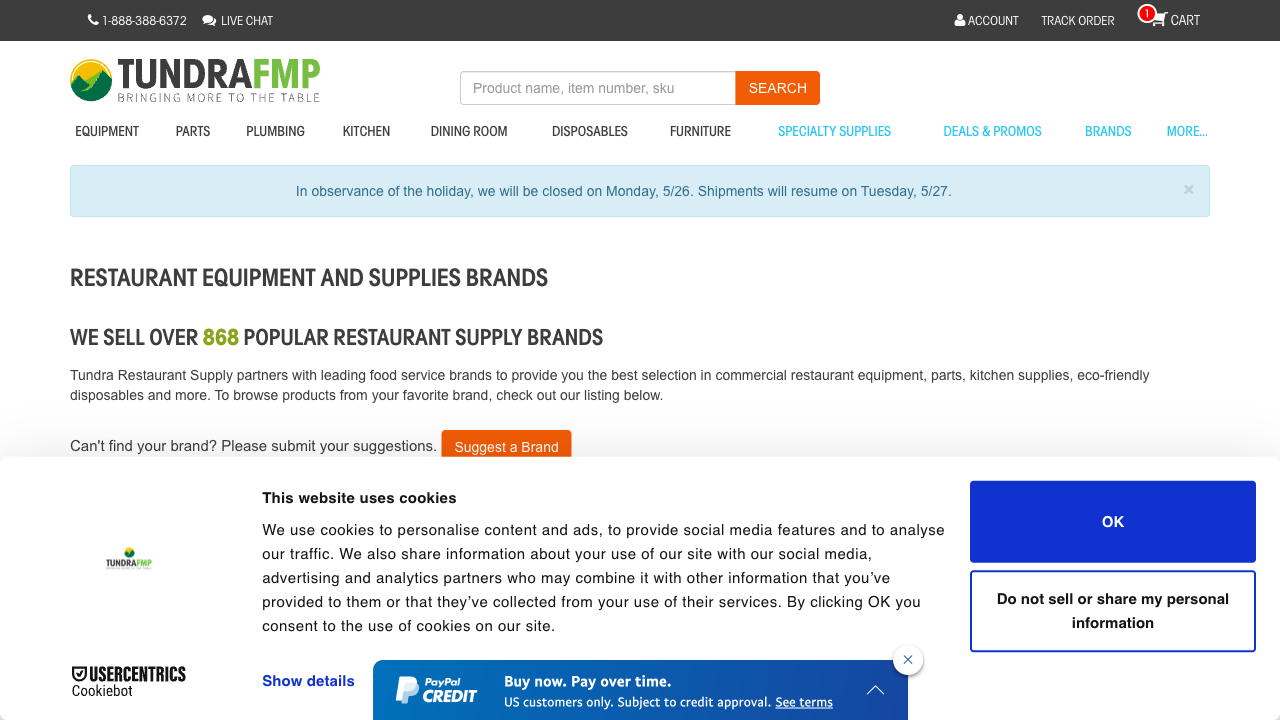 1-888-388-6372 LIVE CHAT ACCOUNT TRACK ORDER 1 CART
TUNDRAFMP
BRINGING MORE TO THE TABLE
Product name, item number, sku SEARCH
EQUIPMENT PARTS PLUMBING KITCHEN DINING ROOM DISPOSABLES FURNITURE SPECIALTY SUPPLIES DEALS & PROMOS BRANDS MORE...
In observance of the holiday, we will be closed on Monday, 5/26. Shipments will resume on Tuesday, 5/27. ×
RESTAURANT EQUIPMENT AND SUPPLIES BRANDS
WE SELL OVER 868 POPULAR RESTAURANT SUPPLY BRANDS
Tundra Restaurant Supply partners with leading food service brands to provide you the best selection in commercial restaurant equipment, parts, kitchen supplies, eco-friendly
disposables and more. To browse products from your favorite brand, check out our listing below.
Can't find your brand? Please submit your suggestions. Suggest a Brand
This website uses cookies
We use cookies to personalise content and ads, to provide social media features and to analyse
our traffic. We also share information about your use of our site with our social media,
advertising and analytics partners who may combine it with other information that you've
provided to them or that they've collected from your use of their services. By clicking OK you
consent to the use of cookies on our site.
OK
Do not sell or share my personal
information
TUNDRAFMP
BRINGING MORE TO THE TABLE
USERCENTRICS
Cookiebot
Show details
PayPal
CREDIT
Buy now. Pay over time.
US customers only. Subject to credit approval. See terms